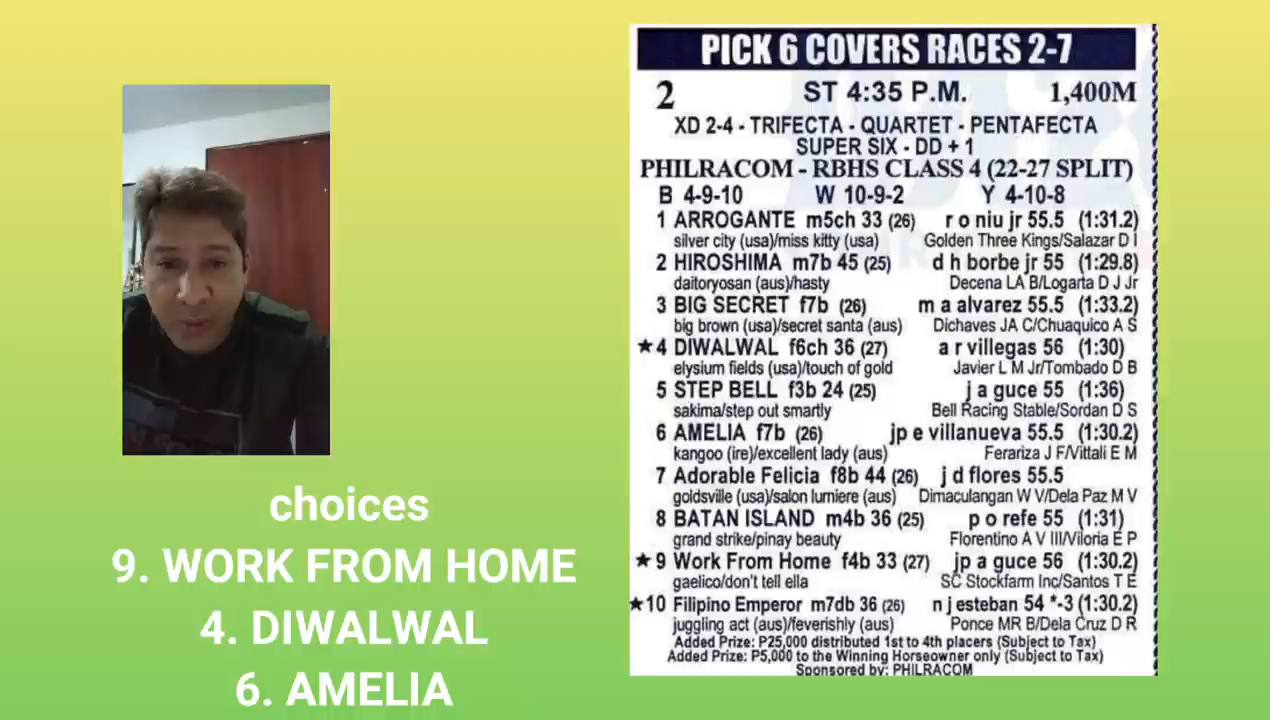 PICK 6 COVERS RACES 2-7
2 ST 4:35 P.M. 1,400M
XD 2-4 - TRIFECTA - QUARTET - PENTAFECTA
SUPER SIX - DD + 1
PHILRACOM - RBHS CLASS 4 (22-27 SPLIT)
B 4-9-10 W 10-9-2 Y 4-10-8
1 ARROGANTE m5ch 33 (26) r o niu jr 55.5 (1:31.2)
silver city (usa)/miss kitty (usa) Golden Three Kings/Salazar D I
2 HIROSHIMA m7b 45 (25) d h borbe jr 55 (1:29.8)
daitoryosan (aus)/hasty Decena LA B/Logarta D J Jr
3 BIG SECRET f7b (26) m a alvarez 55.5 (1:33.2)
big brown (usa)/secret santa (aus) Dichaves JA C/Chuaquico A S
★4 DIWALWAL f6ch 36 (27) a r villegas 56 (1:30)
elysium fields (usa)/touch of gold Javier L M Jr/Tombado D B
5 STEP BELL f3b 24 (25) j a guce 55 (1:36)
sakima/step out smartly Bell Racing Stable/Sordan D S
6 AMELIA f7b (26) jp e villanueva 55.5 (1:30.2)
kangoo (ire)/excellent lady (aus) Ferariza J F/Vittali E M
7 Adorable Felicia f8b 44 (26) j d flores 55.5
goldsville (usa)/salon lumiere (aus) Dimaculangan W V/Dela Paz M V
8 BATAN ISLAND m4b 36 (25) p o refe 55 (1:31)
grand strike/pinay beauty Florentino A V III/Viloria E P
★9 Work From Home f4b 33 (27) jp a guce 56 (1:30.2)
gaelico/don't tell ella SC Stockfarm Inc/Santos T E
★10 Filipino Emperor m7db 36 (26) n j esteban 54 *-3 (1:30.2)
juggling act (aus)/feverishly (aus) Ponce MR B/Dela Cruz D R
Added Prize: P25,000 distributed 1st to 4th placers (Subject to Tax)
Added Prize: P5,000 to the Winning Horseowner only (Subject to Tax)
Sponsored by: PHILRACOM
choices
9. WORK FROM HOME
4. DIWALWAL
6. AMELIA